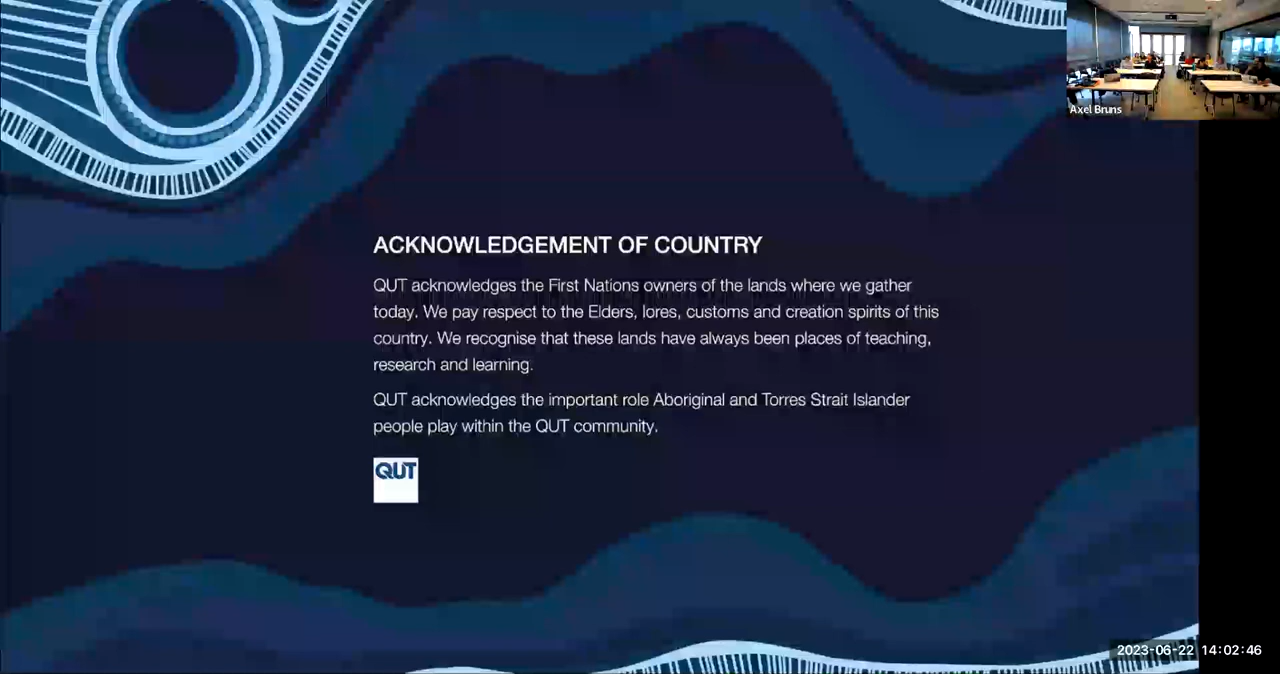 Axel Bruns
ACKNOWLEDGEMENT OF COUNTRY
QUT acknowledges the First Nations owners of the lands where we gather
today. We pay respect to the Elders, lores, customs and creation spirits of this
country. We recognise that these lands have always been places of teaching,
research and learning.
QUT acknowledges the important role Aboriginal and Torres Strait Islander
people play within the QUT community.
QUT
2023-06-22 14:02:46